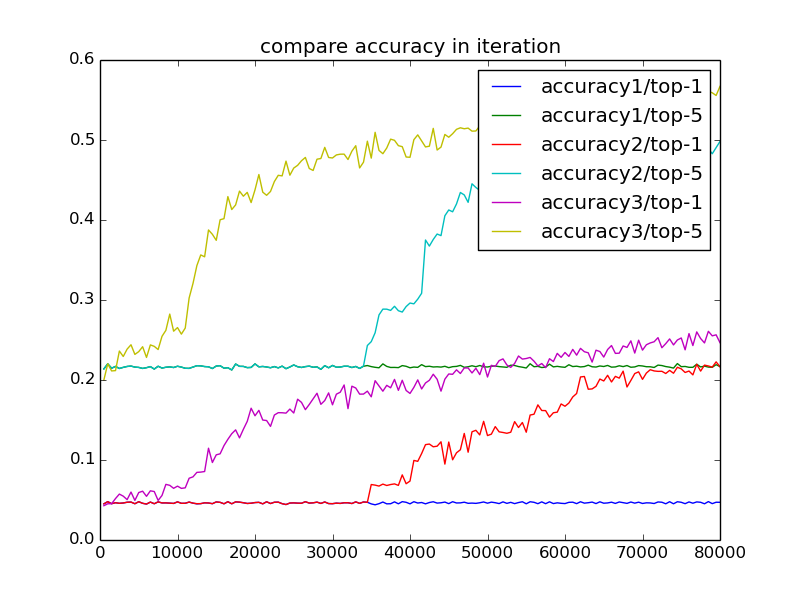 compare accuracy in iteration
0.6
0.5
0.4
0.3
0.2
0.1
0.0
accuracy1/top-1
accuracy1/top-5
accuracy2/top-1
accuracy2/top-5
accuracy3/top-1
accuracy3/top-5
0 10000 20000 30000 40000 50000 60000 70000 80000